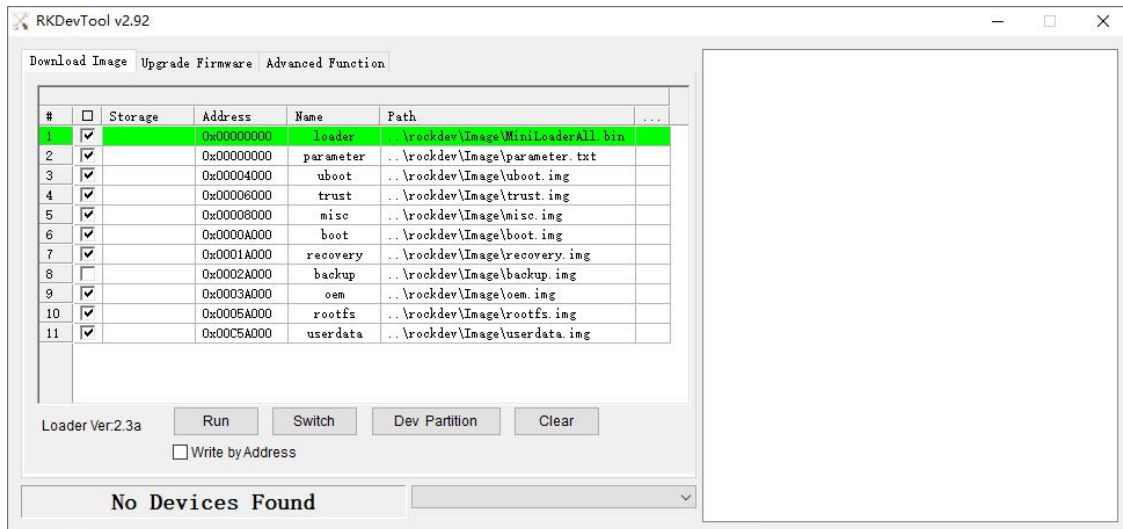 RKDevTool v2.92
Download Image Upgrade Firmware Advanced Function
# Storage Address Name Path ...
1 0x00000000 loader ..\rockdev\Image\MiniLoaderAll.bin
2 0x00000000 parameter ..\rockdev\Image\parameter.txt
3 0x00004000 uboot ..\rockdev\Image\uboot.img
4 0x00006000 trust ..\rockdev\Image\trust.img
5 0x00008000 misc ..\rockdev\Image\misc.img
6 0x0000A000 boot ..\rockdev\Image\boot.img
7 0x0001A000 recovery ..\rockdev\Image\recovery.img
8 0x0002A000 backup ..\rockdev\Image\backup.img
9 0x0003A000 oem ..\rockdev\Image\oem.img
10 0x0005A000 rootfs ..\rockdev\Image\rootfs.img
11 0x00C5A000 userdata ..\rockdev\Image\userdata.img
Loader Ver:2.3a Run Switch Dev Partition Clear
Write by Address
No Devices Found